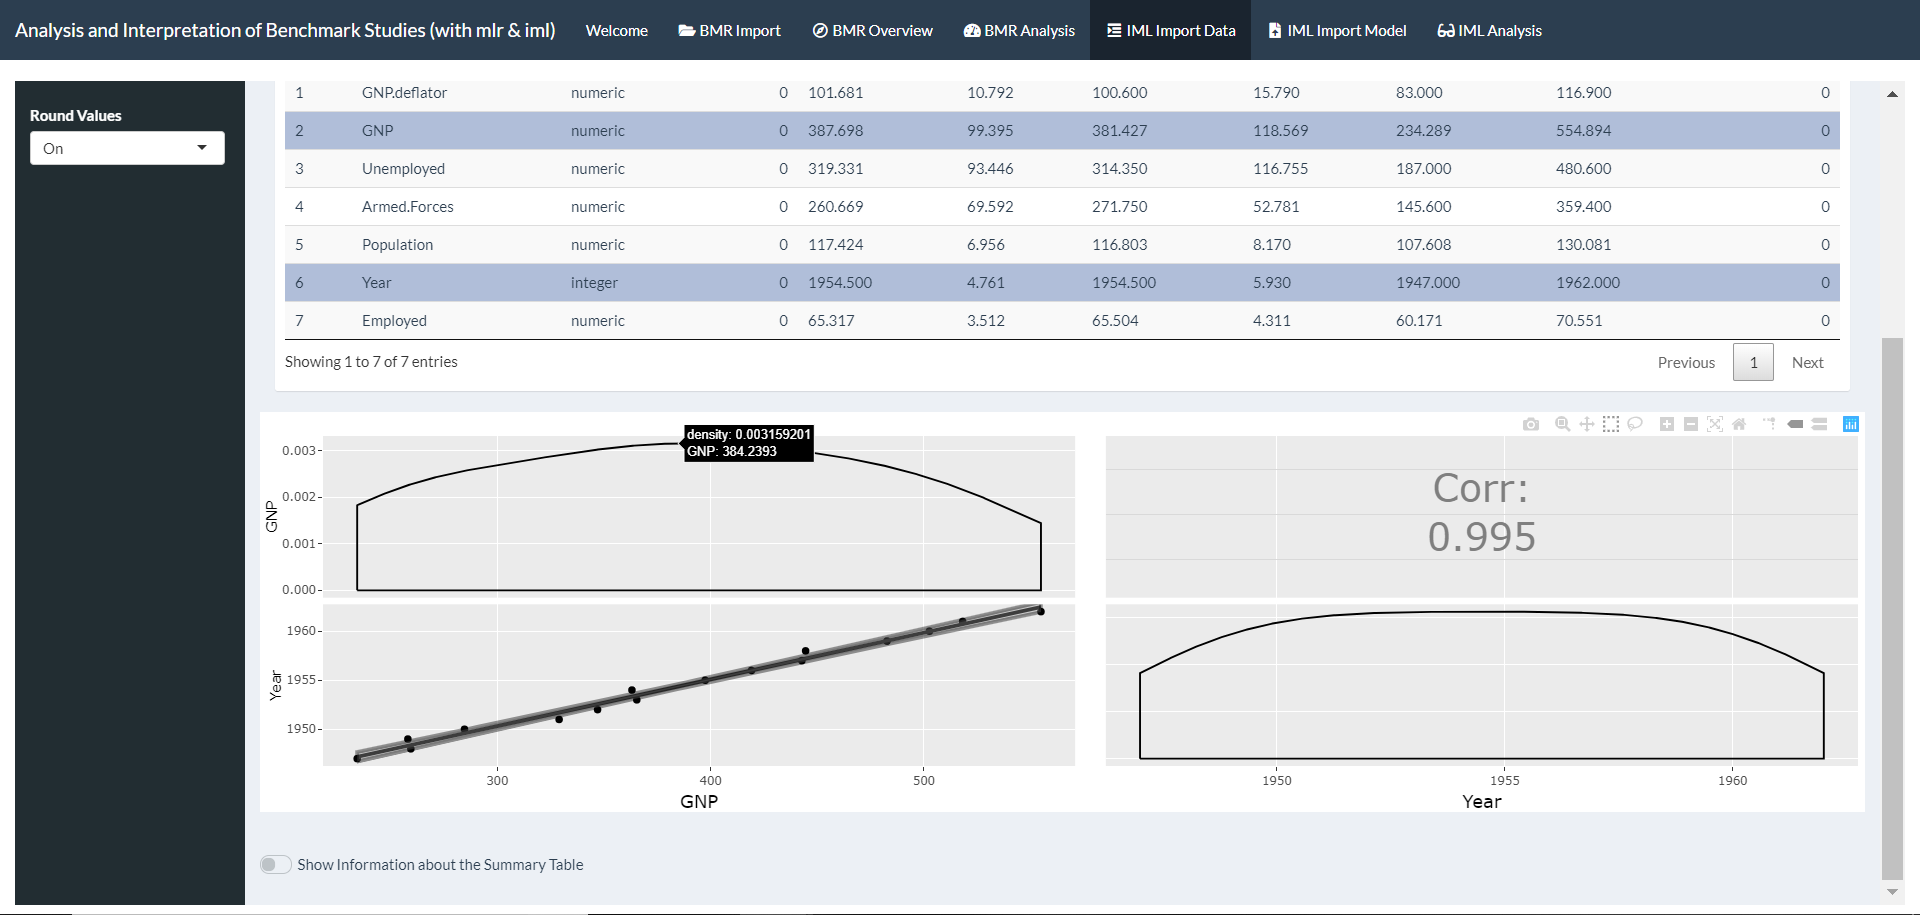 Analysis and Interpretation of Benchmark Studies (with mlr & iml) Welcome BMR Import BMR Overview BMR Analysis IML Import Data IML Import Model IML Analysis
Round Values
On
1 GNP.deflator numeric 0 101.681 10.792 100.600 15.790 83.000 116.900 0
2 GNP numeric 0 387.698 99.395 381.427 118.569 234.289 554.894 0
3 Unemployed numeric 0 319.331 93.446 314.350 116.755 187.000 480.600 0
4 Armed.Forces numeric 0 260.669 69.592 271.750 52.781 145.600 359.400 0
5 Population numeric 0 117.424 6.956 116.803 8.170 107.608 130.081 0
6 Year integer 0 1954.500 4.761 1954.500 5.930 1947.000 1962.000 0
7 Employed numeric 0 65.317 3.512 65.504 4.311 60.171 70.551 0
Showing 1 to 7 of 7 entries
Previous 1 Next
density: 0.003159201
GNP: 384.2393
0.003
0.002
0.001
0.000
GNP
Corr:
0.995
1960
1955
1950
Year
300 400 500
GNP
1950 1955 1960
Year
Show Information about the Summary Table